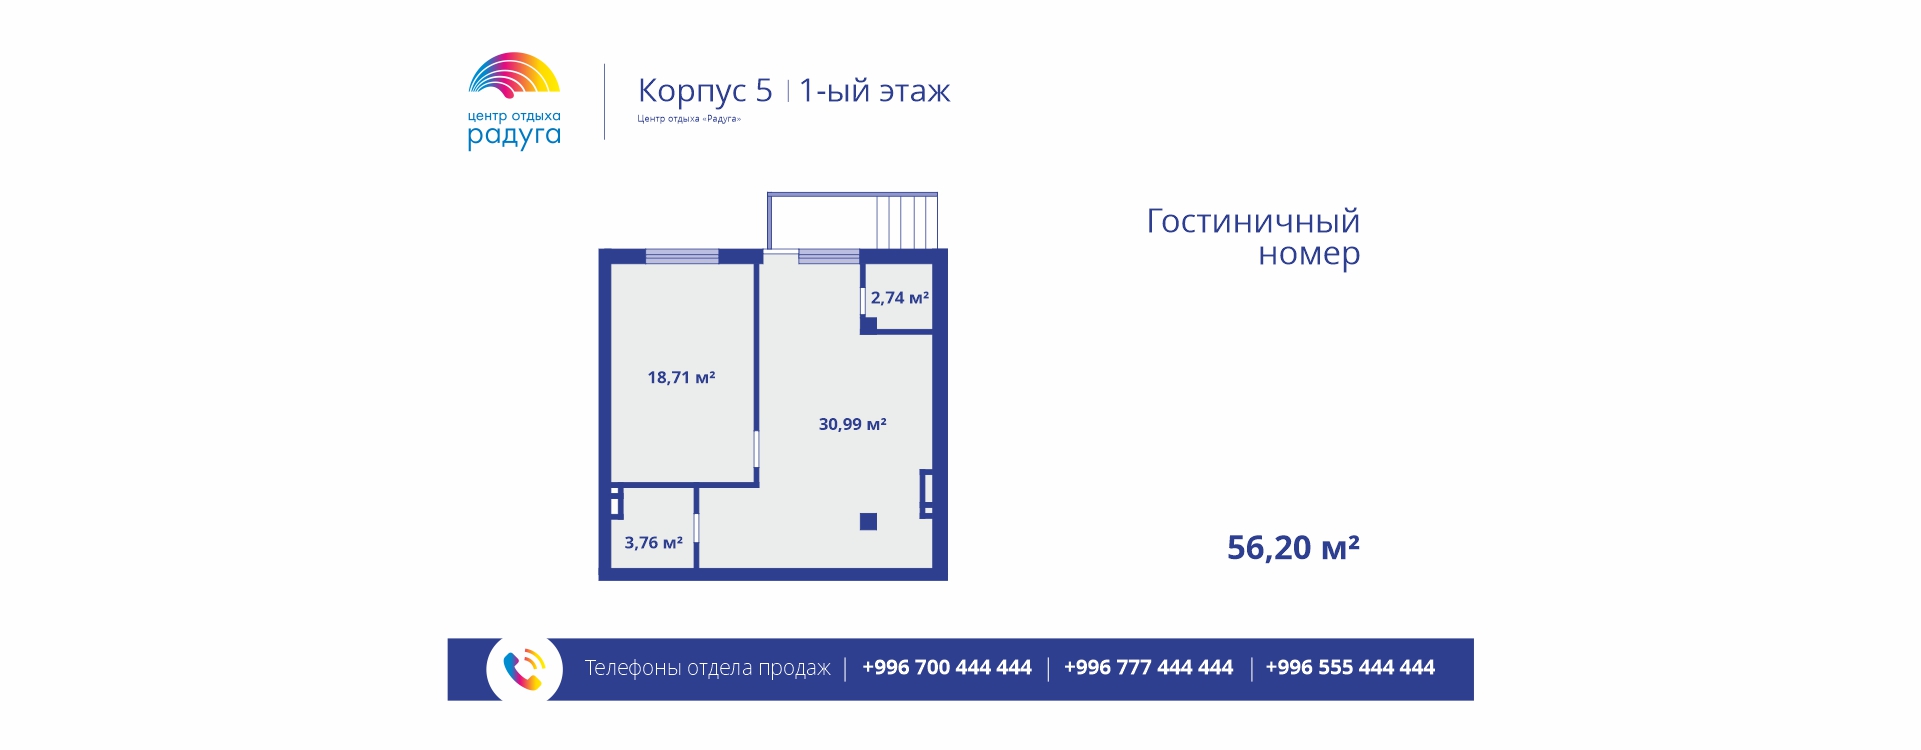 центр отдыха
радуга
Корпус 5 | 1-ый этаж
Центр отдыха «Радуга»
Гостиничный
номер
2,74 м²
18,71 м²
30,99 м²
3,76 м²
56,20 м²
Телефоны отдела продаж | +996 700 444 444 | +996 777 444 444 | +996 555 444 444